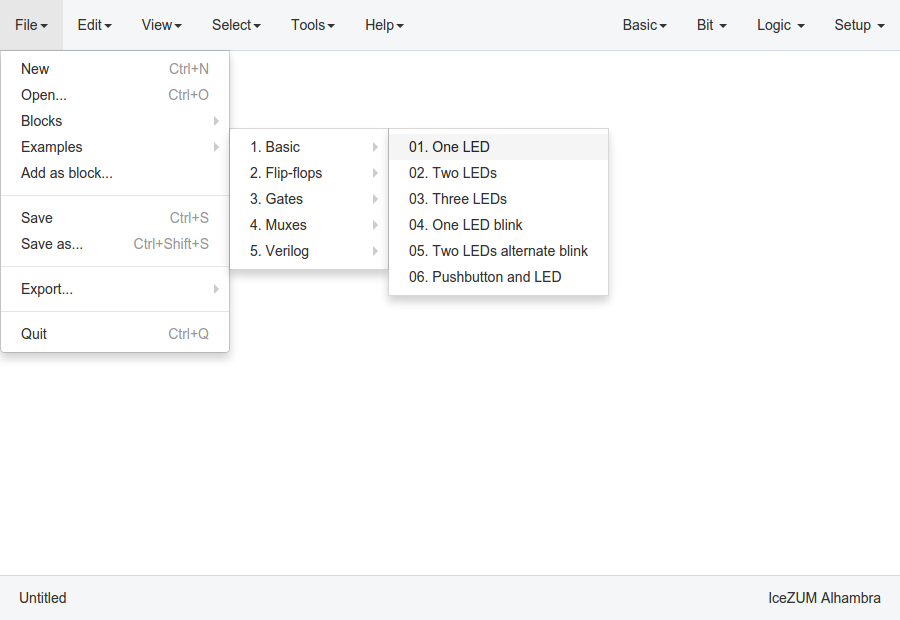 File Edit View Select Tools Help Basic Bit Logic Setup
New Ctrl+N
Open... Ctrl+O
Blocks
Examples
Add as block...
Save Ctrl+S
Save as... Ctrl+Shift+S
Export...
Quit Ctrl+Q
1. Basic
2. Flip-flops
3. Gates
4. Muxes
5. Verilog
01. One LED
02. Two LEDs
03. Three LEDs
04. One LED blink
05. Two LEDs alternate blink
06. Pushbutton and LED
Untitled IceZUM Alhambra